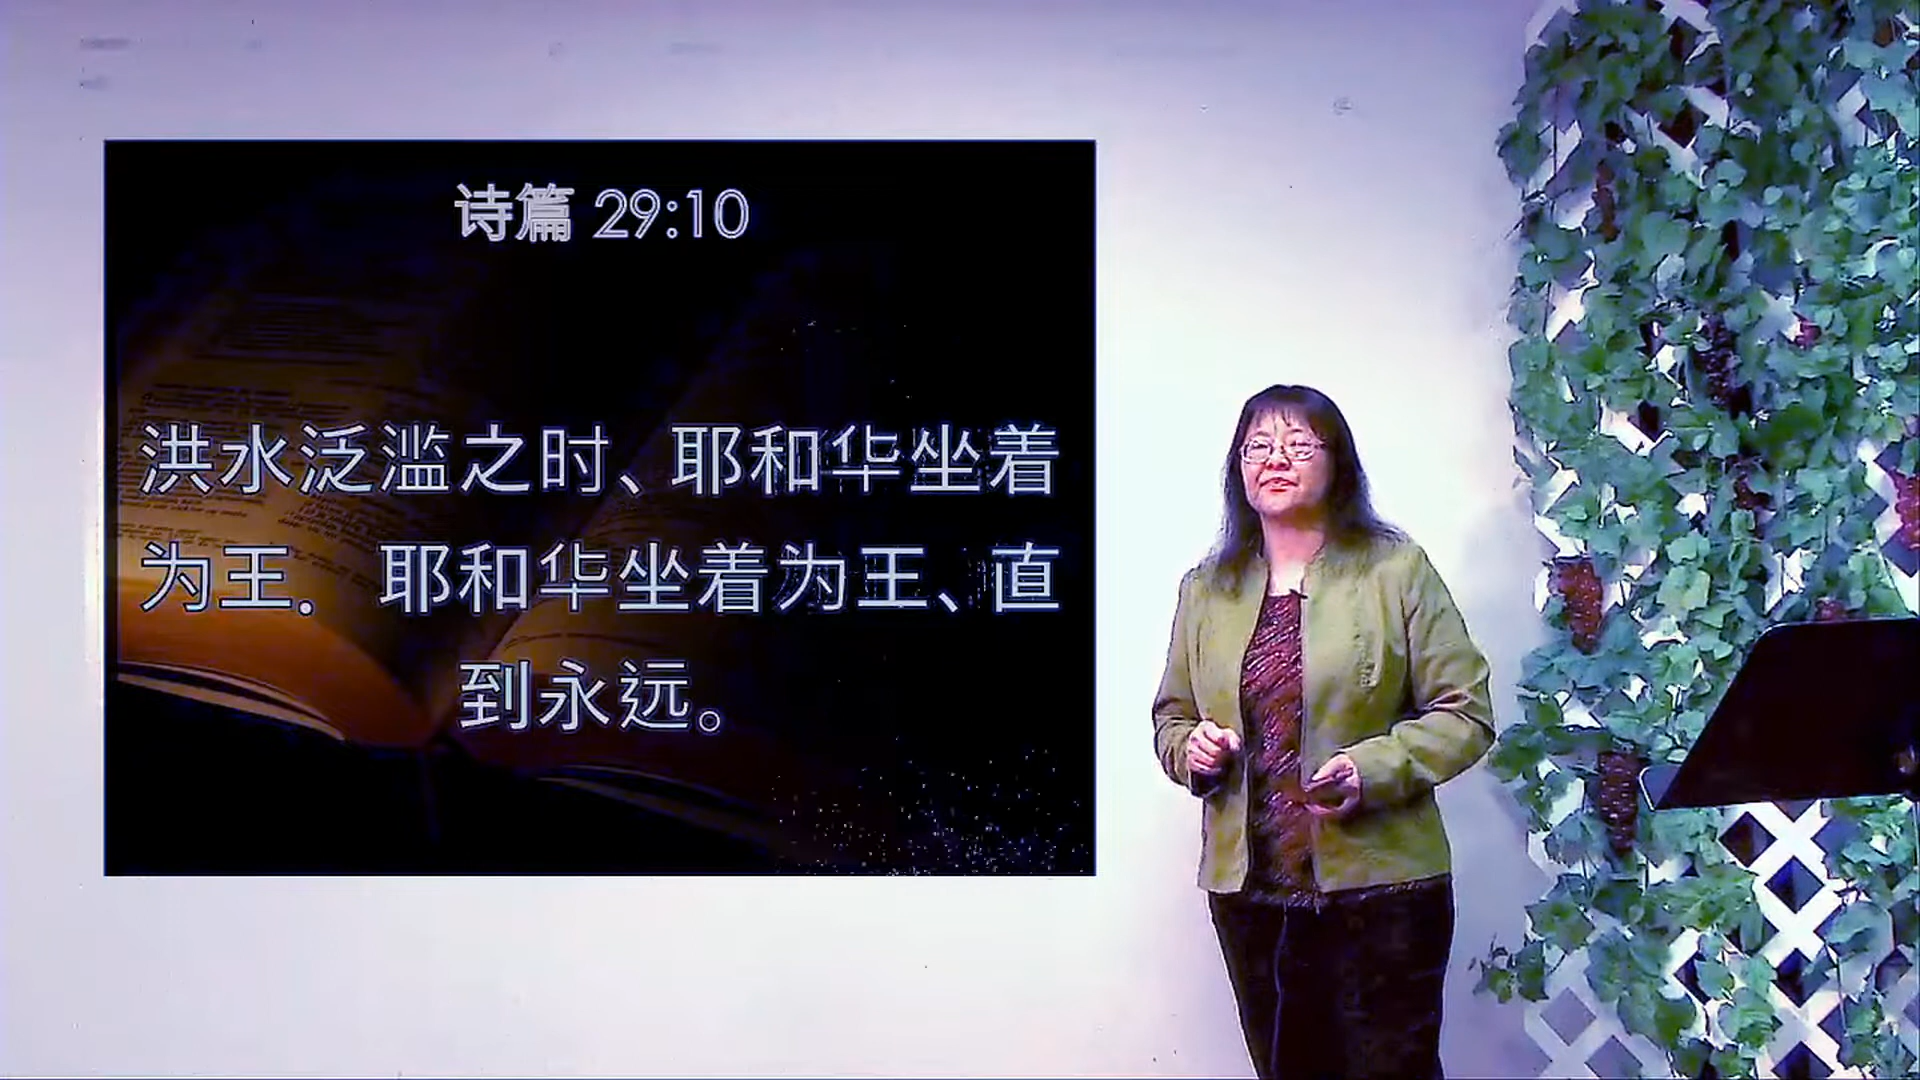 诗篇 29:10
洪水泛滥之时、耶和华坐着
为王. 耶和华坐着为王、直
到永远。